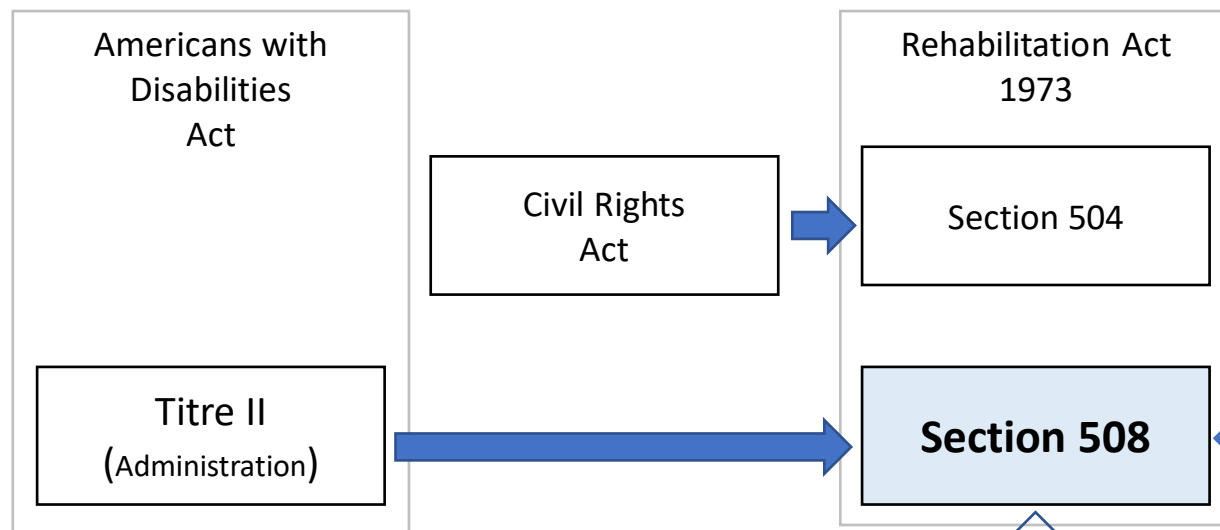 Americans with
Disabilities
Act
Rehabilitation Act
1973
Civil Rights
Act
Section 504
Titre II
(Administration)
Section 508